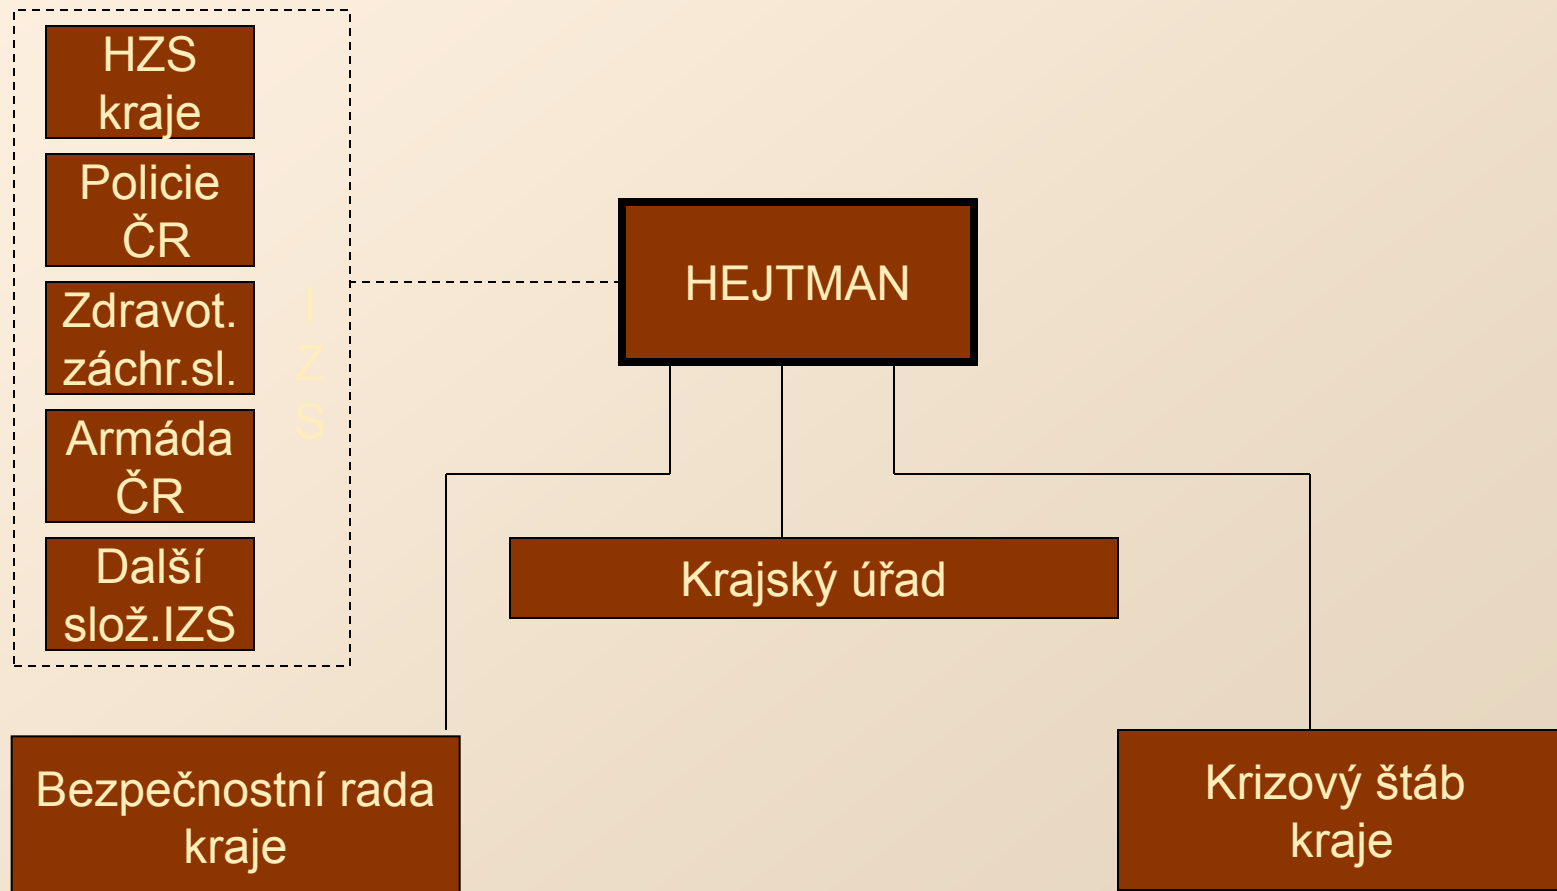 HZS
kraje
Policie
ČR
Zdravot.
záchr.sl.
Armáda
ČR
Další
slož.IZS
I
Z
S
HEJTMAN
Krajský úřad
Bezpečnostní rada
kraje
Krizový štáb
kraje